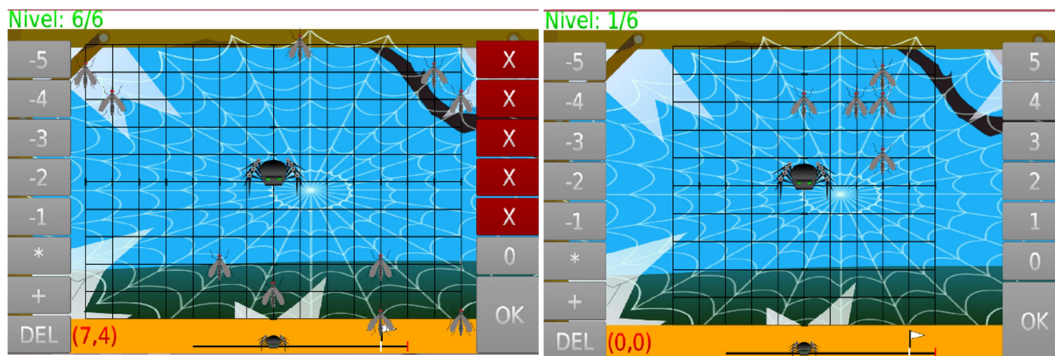 Nivel: 6/6
-5 X
-4 X
-3 X
-2 X
-1 X
* 0
+
OK
DEL (7,4)
Nivel: 1/6
-5 5
-4 4
-3 3
-2 2
-1 1
* 0
+
OK
DEL (0,0)